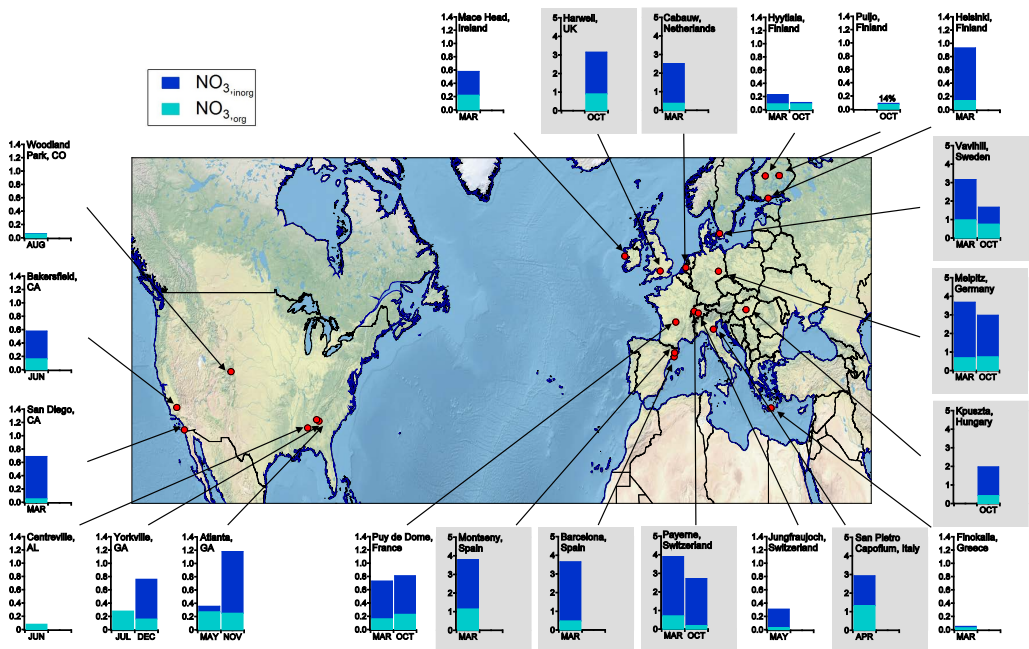 Mace Head,
Ireland
1.4
1.2
1.0
0.8
0.6
0.4
0.2
0.0
MAR
Harwell,
UK
5
4
3
2
1
0
OCT
Cabauw,
Netherlands
5
4
3
2
1
0
MAR
Hyytiala,
Finland
1.4
1.2
1.0
0.8
0.6
0.4
0.2
0.0
MAR OCT
Puijo,
Finland
1.4
1.2
1.0
0.8
0.6
0.4
0.2
0.0
14%
OCT
Helsinki,
Finland
1.4
1.2
1.0
0.8
0.6
0.4
0.2
0.0
MAR
NO3,inorg
NO3,org
Woodland
Park, CO
1.4
1.2
1.0
0.8
0.6
0.4
0.2
0.0
AUG
Vavihill,
Sweden
5
4
3
2
1
0
MAR OCT
Bakersfield,
CA
1.4
1.2
1.0
0.8
0.6
0.4
0.2
0.0
JUN
Melpitz,
Germany
5
4
3
2
1
0
MAR OCT
San Diego,
CA
1.4
1.2
1.0
0.8
0.6
0.4
0.2
0.0
MAR
Kpuszta,
Hungary
5
4
3
2
1
0
OCT
Centreville,
AL
1.4
1.2
1.0
0.8
0.6
0.4
0.2
0.0
JUN
Yorkville,
GA
1.4
1.2
1.0
0.8
0.6
0.4
0.2
0.0
JUL DEC
Atlanta,
GA
1.4
1.2
1.0
0.8
0.6
0.4
0.2
0.0
MAY NOV
Puy de Dome,
France
1.4
1.2
1.0
0.8
0.6
0.4
0.2
0.0
MAR OCT
Montseny,
Spain
5
4
3
2
1
0
MAR
Barcelona,
Spain
5
4
3
2
1
0
MAR
Payerne,
Switzerland
5
4
3
2
1
0
MAR OCT
Jungfraujoch,
Switzerland
1.4
1.2
1.0
0.8
0.6
0.4
0.2
0.0
MAY
San Pietro
Capofium, Italy
5
4
3
2
1
0
APR
Finokalia,
Greece
1.4
1.2
1.0
0.8
0.6
0.4
0.2
0.0
MAR